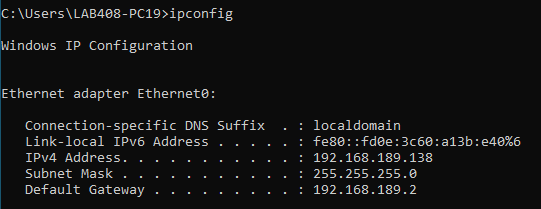 C:\Users\LAB408-PC19>ipconfig
Windows IP Configuration
Ethernet adapter Ethernet0:
Connection-specific DNS Suffix  . : localdomain
Link-local IPv6 Address . . . . . : fe80::fd0e:3c60:a13b:e40%6
IPv4 Address. . . . . . . . . . . : 192.168.189.138
Subnet Mask . . . . . . . . . . . : 255.255.255.0
Default Gateway . . . . . . . . . : 192.168.189.2